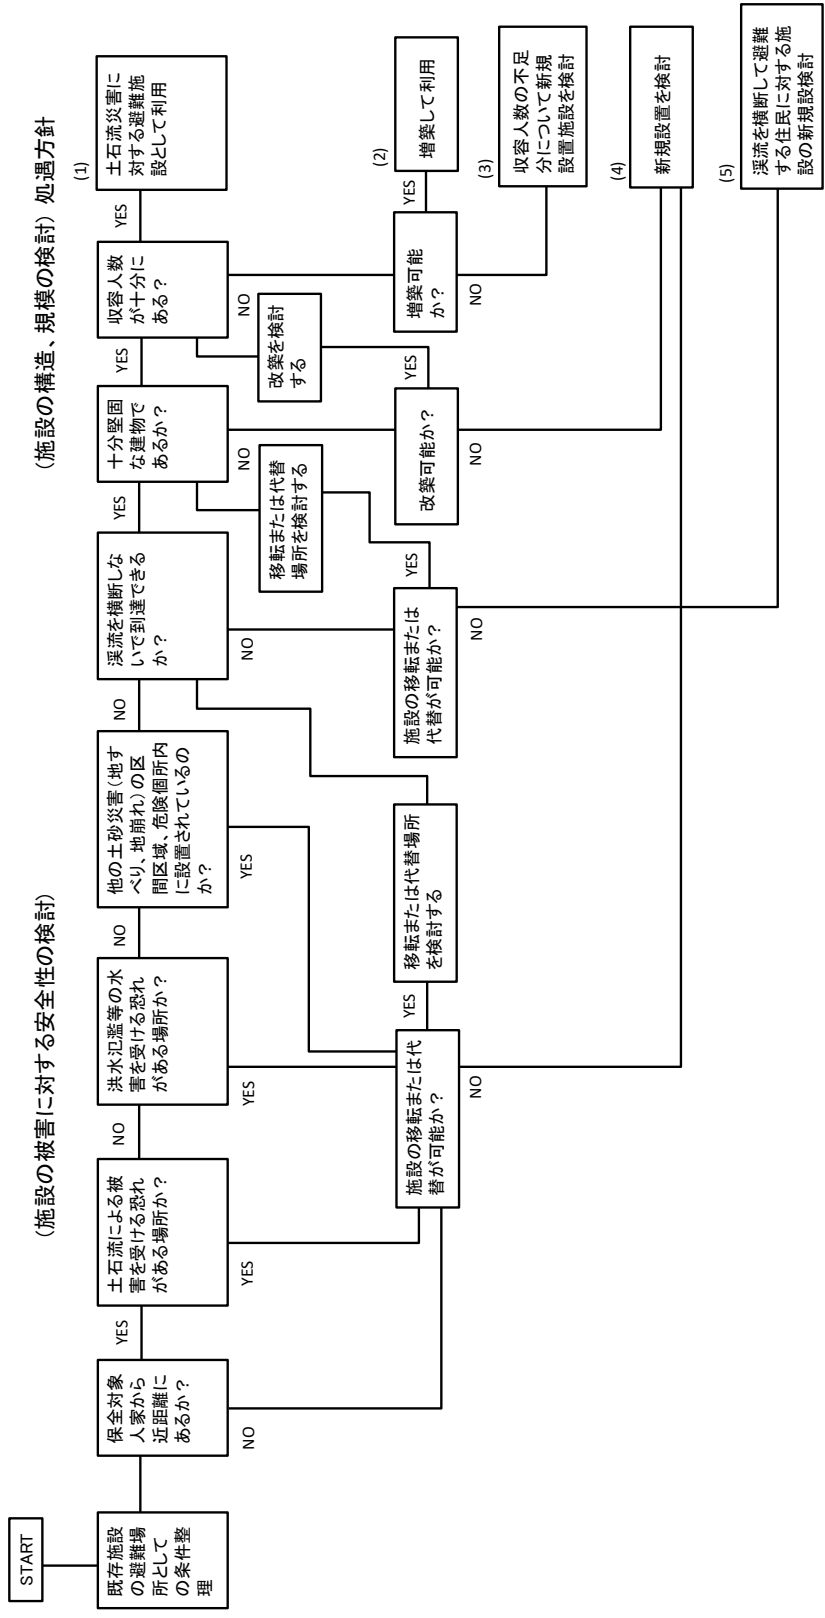 (施設の被害に対する安全性の検討)
(施設の構造、規模の検討) 処遇方針
START
既存施設
の避難場
所として
の条件整
理
保全対象
人家から
近距離に
あるか?
YES
NO
土石流による被
害を受ける恐れ
がある場所か?
NO
YES
洪水氾濫等の水
害を受ける恐れ
がある場所か?
NO
YES
他の土砂災害(地す
べり、地崩れ)の区
間区域、危険個所内
に設置されているの
か?
NO
YES
渓流を横断しな
いで到達できる
か?
YES
NO
十分堅固
な建物で
あるか?
YES
NO
収容人数
が十分に
ある?
YES
NO
(1)
土石流災害に
対する避難施
設として利用
移転または代替
場所を検討する
改築を検討
する
施設の移転または代
替が可能か?
YES
NO
移転または代替場所
を検討する
施設の移転または
代替が可能か?
YES
NO
改築可能か?
YES
NO
増築可能
か?
YES
NO
(2)
増築して利用
(3)
収容人数の不足
分について新規
設置施設を検討
(4)
新規設置を検討
(5)
渓流を横断して避難
する住民に対する施
設の新規設検討